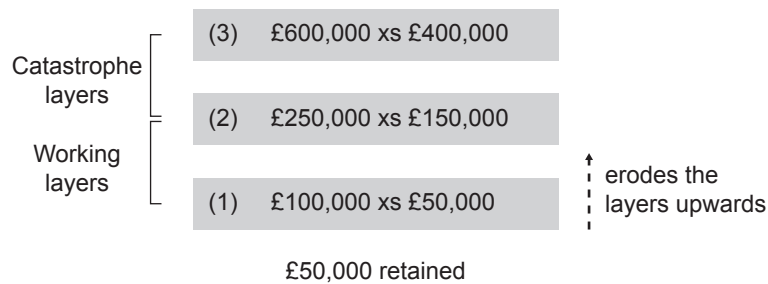 (3) £600,000 xs £400,000
Catastrophe
layers
(2) £250,000 xs £150,000
Working
layers
erodes the
layers upwards
(1) £100,000 xs £50,000
£50,000 retained